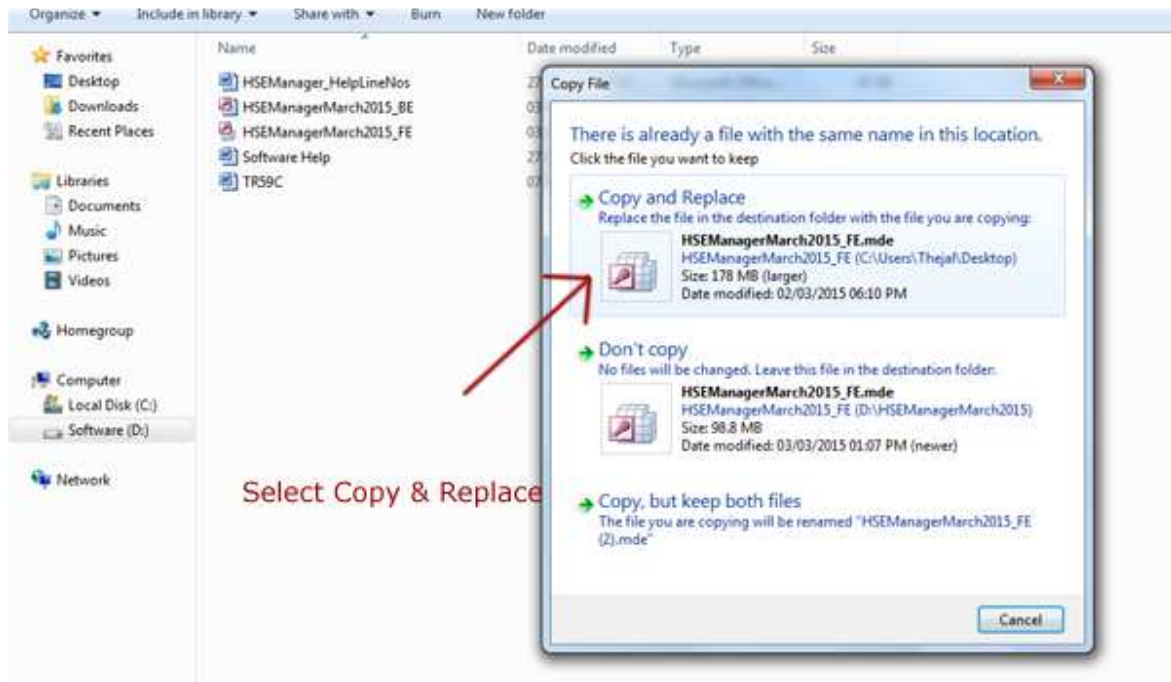 Organize Include in library Share with Burn New folder
Name Date modified Type Size
Favorites
Desktop
Downloads
Recent Places
Libraries
Documents
Music
Pictures
Videos
Homegroup
Computer
Local Disk (C:)
Software (D:)
Network
HSEManager_HelpLineNos 27
HSEManagerMarch2015_BE 03
HSEManagerMarch2015_FE 03
Software Help 27
TR59C 07
Select Copy & Replace
Copy File
There is already a file with the same name in this location.
Click the file you want to keep
Copy and Replace
Replace the file in the destination folder with the file you are copying:
HSEManagerMarch2015_FE.mde
HSEManagerMarch2015_FE (C:\Users\Thejal\Desktop)
Size: 178 MB (larger)
Date modified: 02/03/2015 06:10 PM
Don't copy
No files will be changed. Leave this file in the destination folder:
HSEManagerMarch2015_FE.mde
HSEManagerMarch2015_FE (D:\HSEManagerMarch2015)
Size: 98.8 MB
Date modified: 03/03/2015 01:07 PM (newer)
Copy, but keep both files
The file you are copying will be renamed "HSEManagerMarch2015_FE
(2).mde"
Cancel